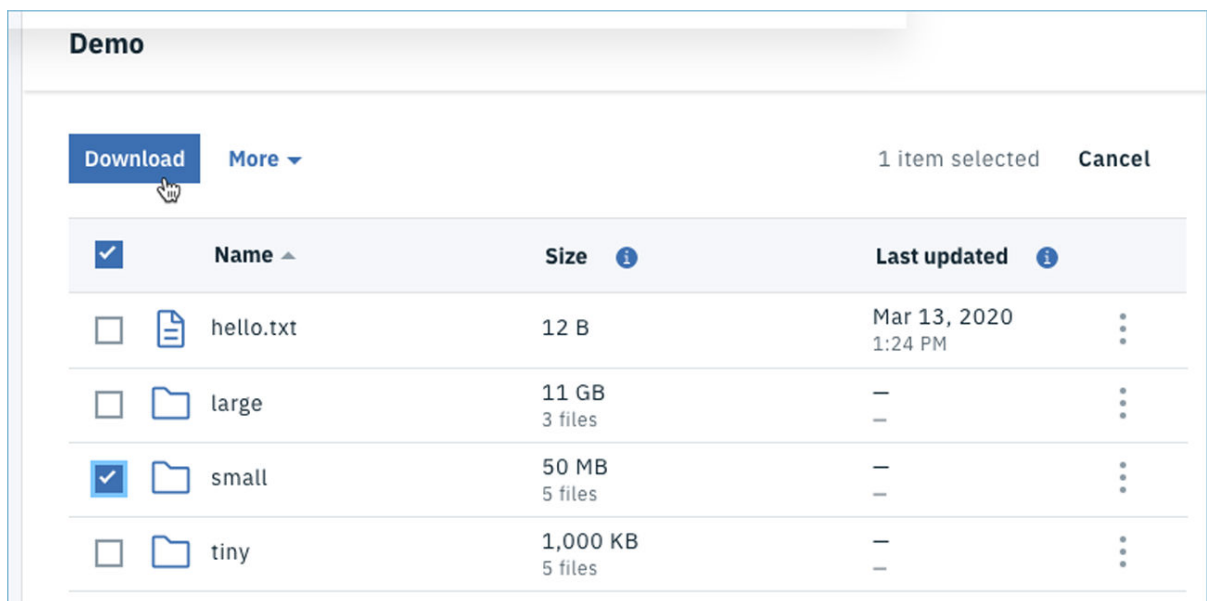 Demo
Download More 1 item selected Cancel
Name Size Last updated
hello.txt 12 B Mar 13, 2020
1:24 PM
large 11 GB –
3 files –
small 50 MB –
5 files –
tiny 1,000 KB –
5 files –